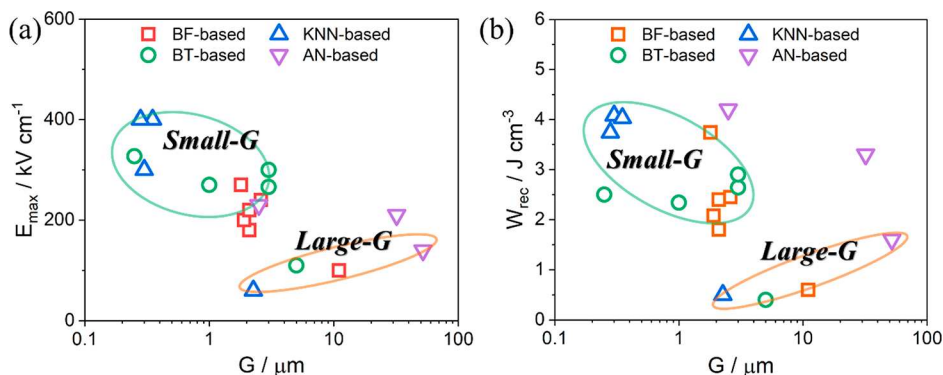 (a)
BF-based
KNN-based
BT-based
AN-based
600
400
200
0
E_max / kV cm⁻¹
Small-G
Large-G
0.1
1
10
100
G / μm
(b)
BF-based
KNN-based
BT-based
AN-based
6
5
4
3
2
1
0
W_rec / J cm⁻³
Small-G
Large-G
0.1
1
10
100
G / μm